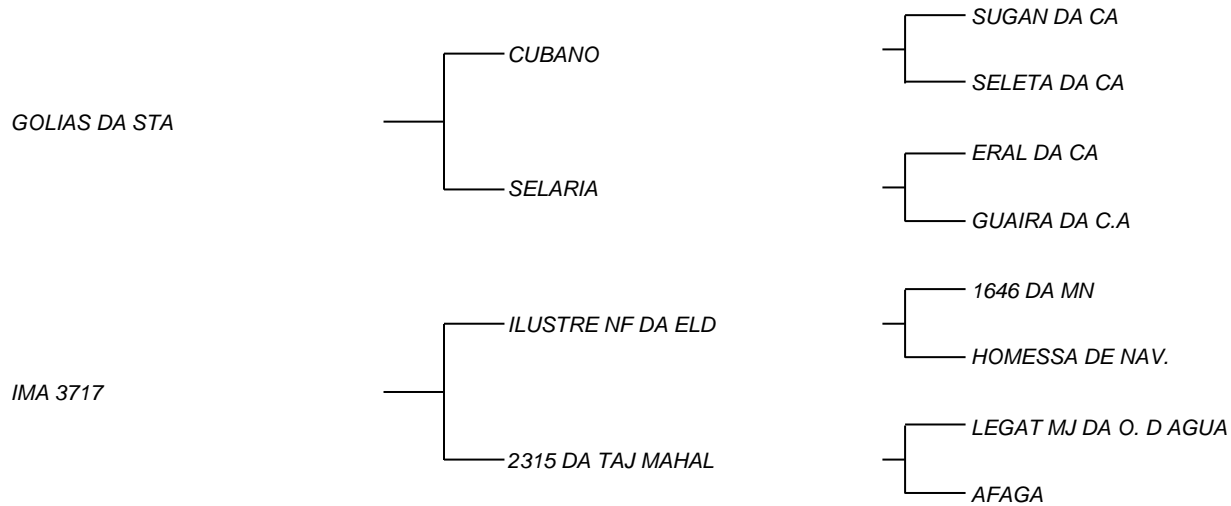 SUGAN DA CA
CUBANO
SELETA DA CA
GOLIAS DA STA
ERAL DA CA
SELARIA
GUAIRA DA C.A
1646 DA MN
ILUSTRE NF DA ELD
HOMESSA DE NAV.
IMA 3717
LEGAT MJ DA O. D AGUA
2315 DA TAJ MAHAL
AFAGA